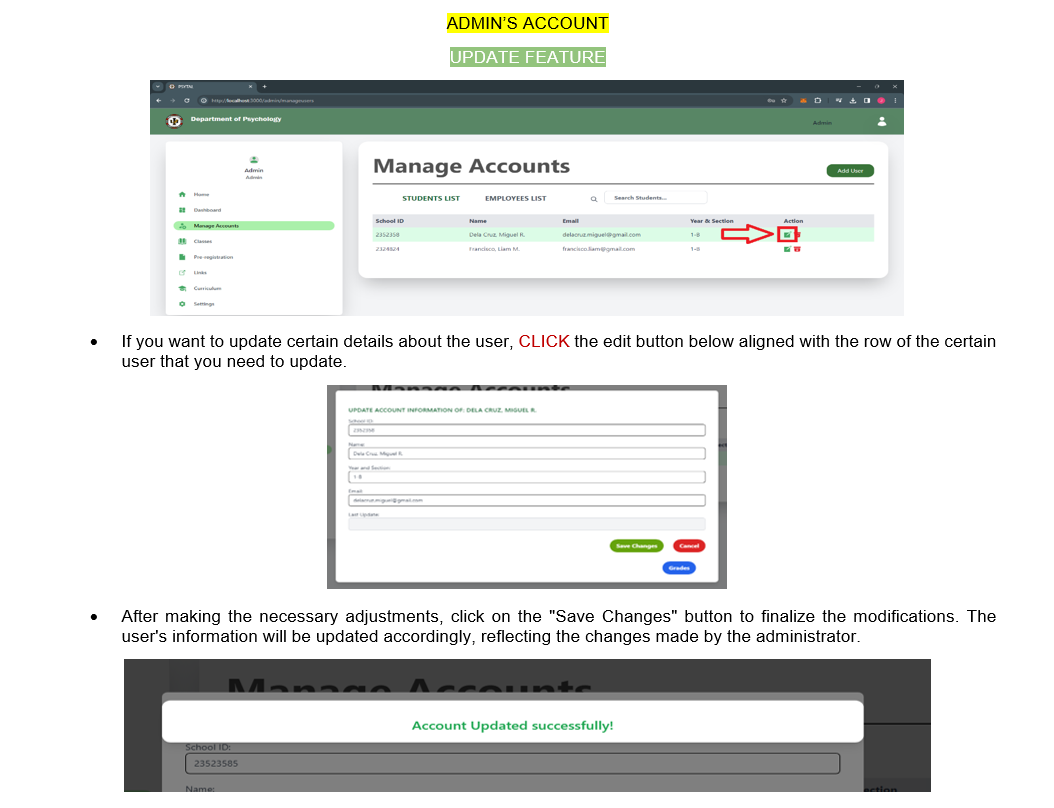 ADMIN'S ACCOUNT
UPDATE FEATURE
PSYTAL
http://localhost:3000/admin/manageusers
Department of Psychology
Admin
Admin
Admin
Home
Dashboard
Manage Accounts
Classes
Pre-registration
Links
Curriculum
Settings
Manage Accounts
Add User
STUDENTS LIST EMPLOYEES LIST Search Students...
School ID Name Email Year & Section Action
2352358 Dela Cruz, Miguel R. delacruz.miguel@gmail.com 1-8
2324824 Francisco, Liam M. francisco.liam@gmail.com 1-8
• If you want to update certain details about the user, CLICK the edit button below aligned with the row of the certain
user that you need to update.
Manage Accounts
UPDATE ACCOUNT INFORMATION OF: DELA CRUZ, MIGUEL R.
School ID:
2352358
Name:
Dela Cruz, Miguel R.
Year and Section:
1-8
Email:
delacruz.miguel@gmail.com
Last Update:
Save Changes Cancel
Grades
• After making the necessary adjustments, click on the "Save Changes" button to finalize the modifications. The
user's information will be updated accordingly, reflecting the changes made by the administrator.
Manage Accounts
Account Updated successfully!
School ID:
23523585
Name:
ection